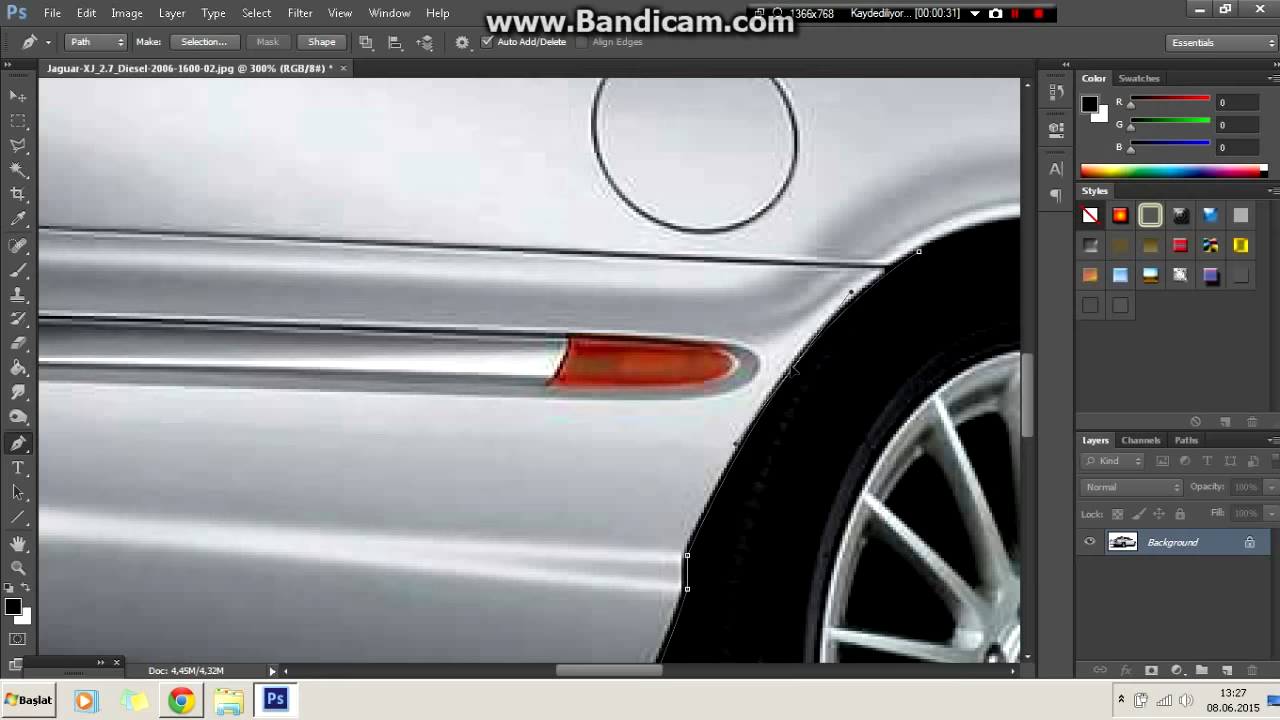 www.Bandicam.com
1366x768 Kaydediliyor... [00:00:31]
Ps File Edit Image Layer Type Select Filter View Window Help
Path Make: Selection... Mask Shape Auto Add/Delete Align Edges Essentials
Jaguar-XJ_2.7_Diesel-2006-1600-02.jpg @ 300% (RGB/8#) *
Color Swatches
R 0
G 0
B 0
Styles
Layers Channels Paths
Kind
Normal Opacity: 100%
Lock: Fill: 100%
Background
Doc: 4,45M/4,32M
Başlat Ps
13:27
08.06.2015